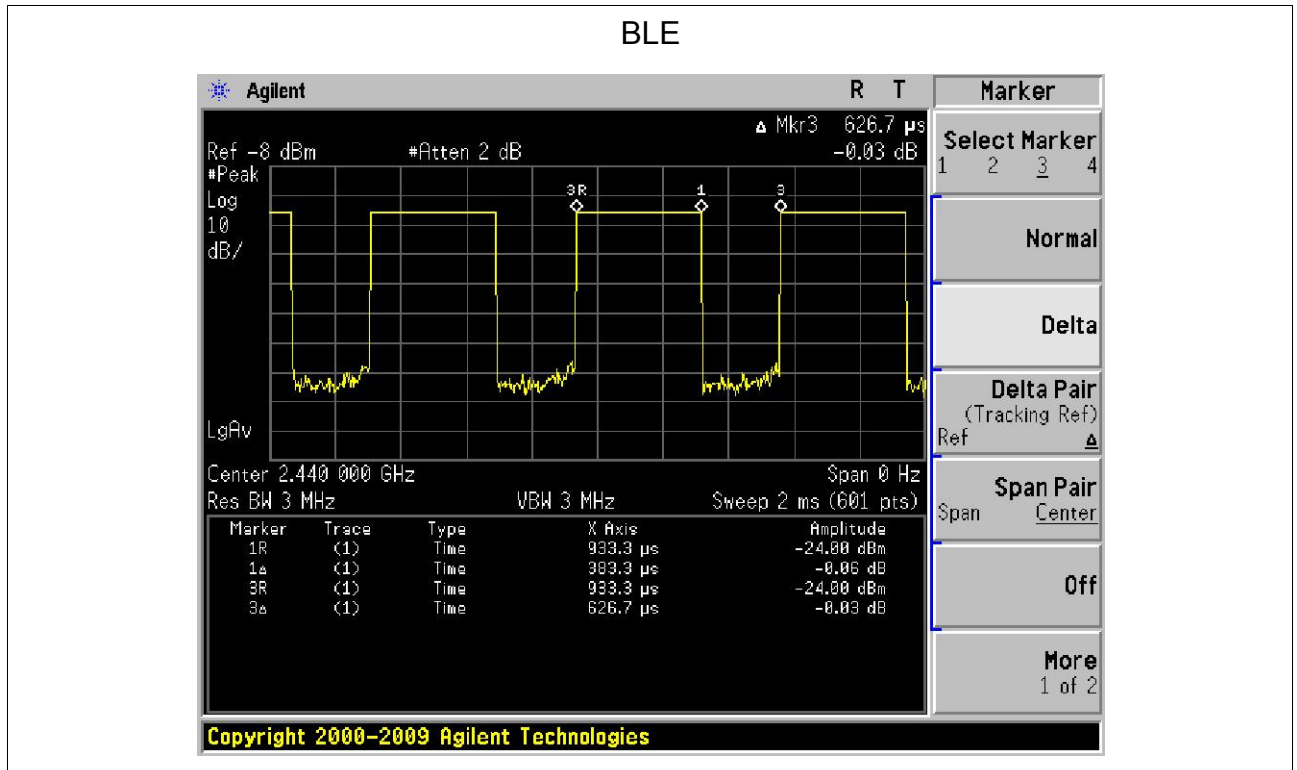 BLE
Agilent R T
Marker
Δ Mkr3 626.7 µs
Ref -8 dBm #Atten 2 dB -0.03 dB
#Peak
Log
10
dB/
3R 1 3
LgAv
Center 2.440 000 GHz Span 0 Hz
Res BW 3 MHz VBW 3 MHz Sweep 2 ms (601 pts)
Marker Trace Type X Axis Amplitude
1R (1) Time 933.3 µs -24.00 dBm
1Δ (1) Time 383.3 µs -0.06 dB
3R (1) Time 933.3 µs -24.00 dBm
3Δ (1) Time 626.7 µs -0.03 dB
Select Marker
1 2 3 4
Normal
Delta
Delta Pair
(Tracking Ref)
Ref Δ
Span Pair
Span Center
Off
More
1 of 2
Copyright 2000-2009 Agilent Technologies